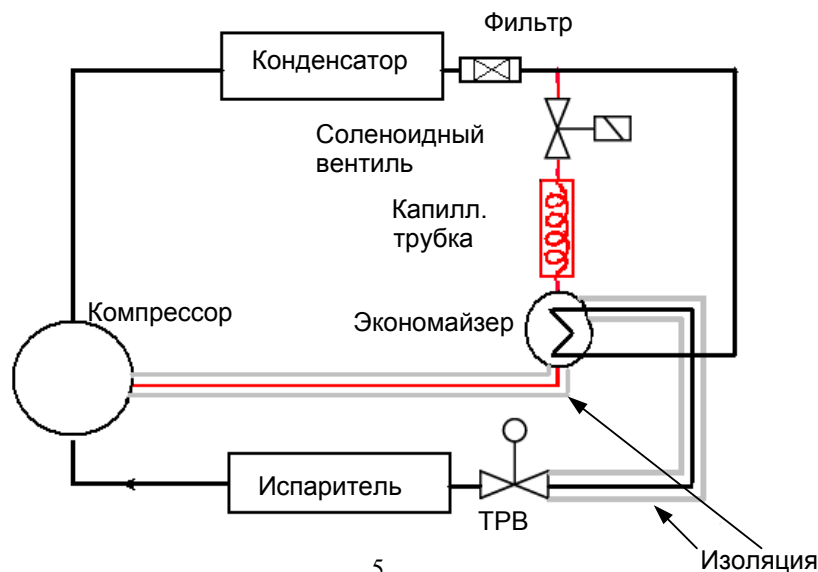 Фильтр
Конденсатор
Соленоидный
вентиль
Капилл.
трубка
Компрессор
Экономайзер
Испаритель
ТРВ
5
Изоляция